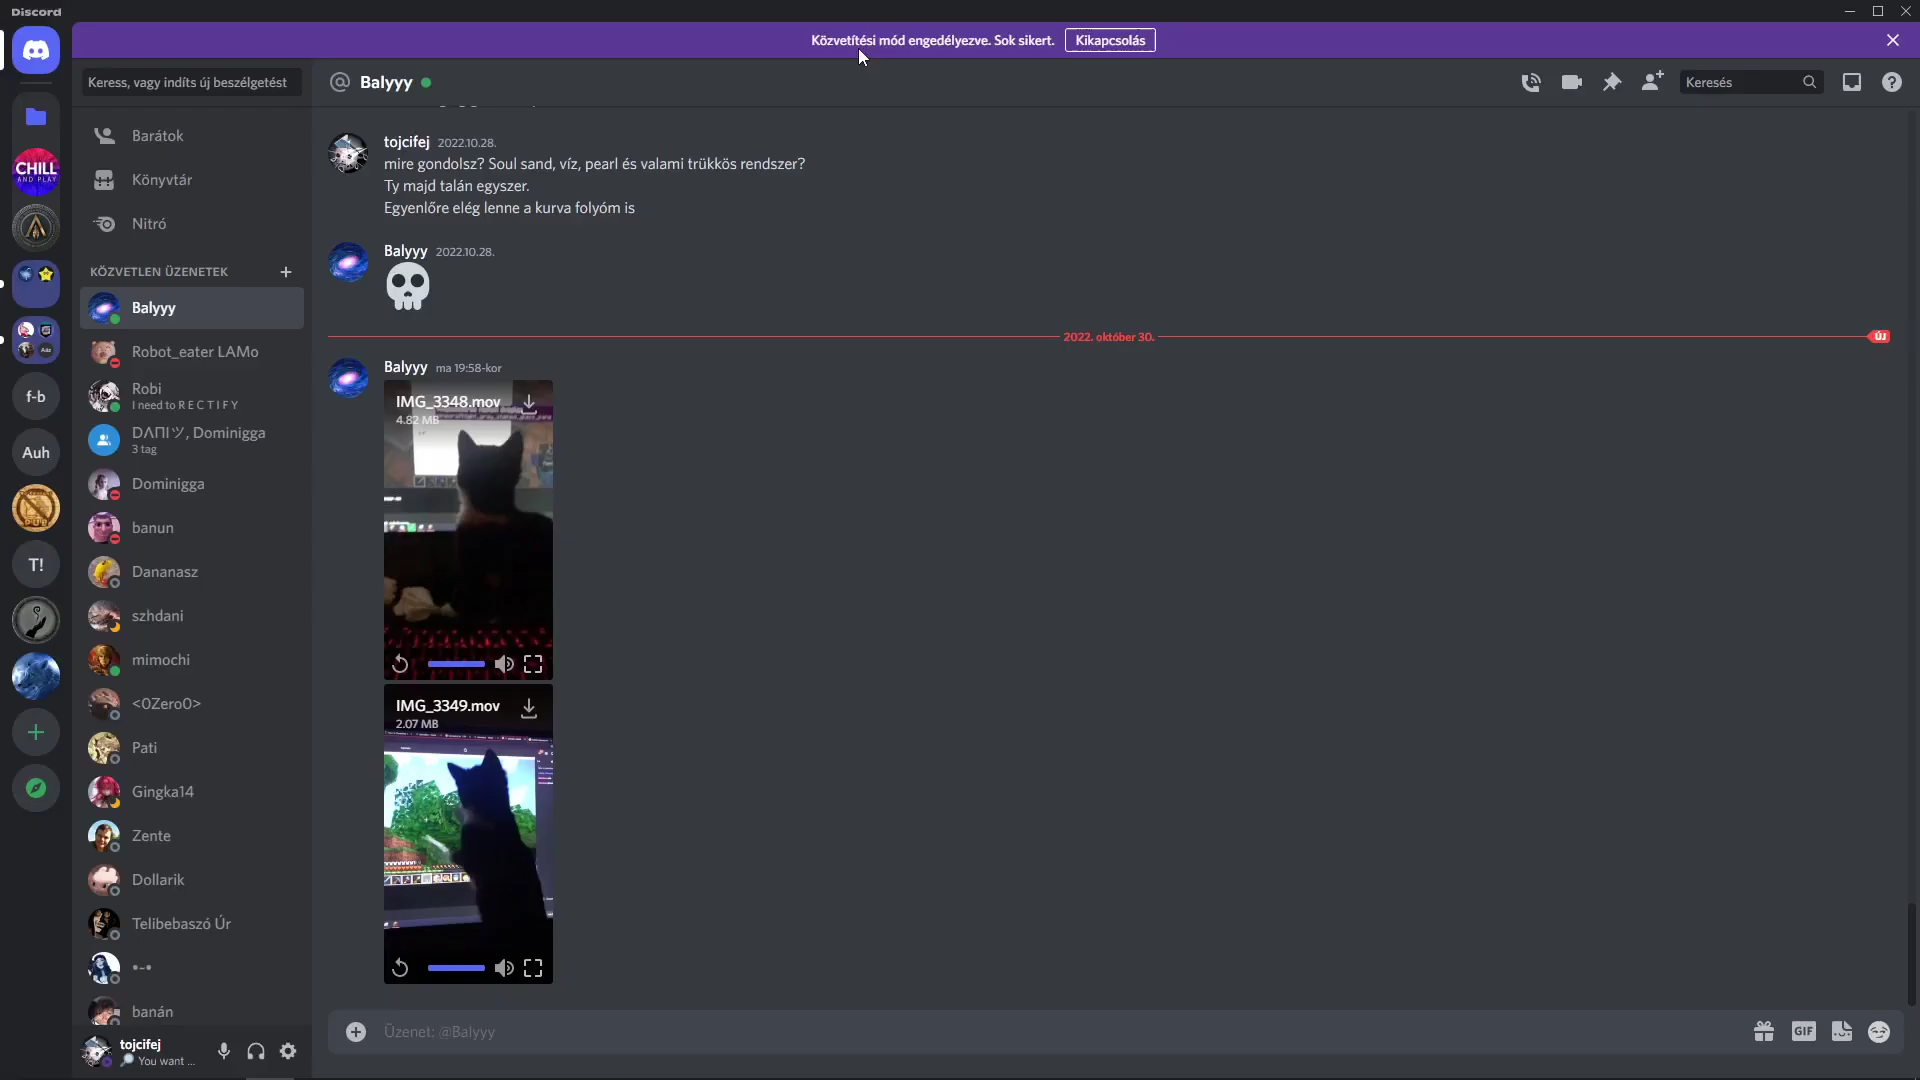 Discord
Közvetítési mód engedélyezve. Sok sikert.
Kikapcsolás
Keress, vagy indíts új beszélgetést
Balyyy
Keresés
CHILL
AND PLAY
f-b
Auh
T!
Barátok
Könyvtár
Nitró
KÖZVETLEN ÜZENETEK
Balyyy
Robot_eater LAMo
Robi
I need to R E C T I F Y
DΛПIツ, Dominigga
3 tag
Dominigga
banun
Dananasz
szhdani
mimochi
<0Zero0>
Pati
Gingka14
Zente
Dollarik
Telibebaszó Úr
•-•
banán
tojcifej
You want ...
tojcifej 2022.10.28.
mire gondolsz? Soul sand, víz, pearl és valami trükkös rendszer?
Ty majd talán egyszer.
Egyenlőre elég lenne a kurva folyóm is
Balyyy 2022.10.28.
2022. október 30.
ÚJ
Balyyy ma 19:58-kor
IMG_3348.mov
4.82 MB
IMG_3349.mov
2.07 MB
Üzenet: @Balyyy
GIF